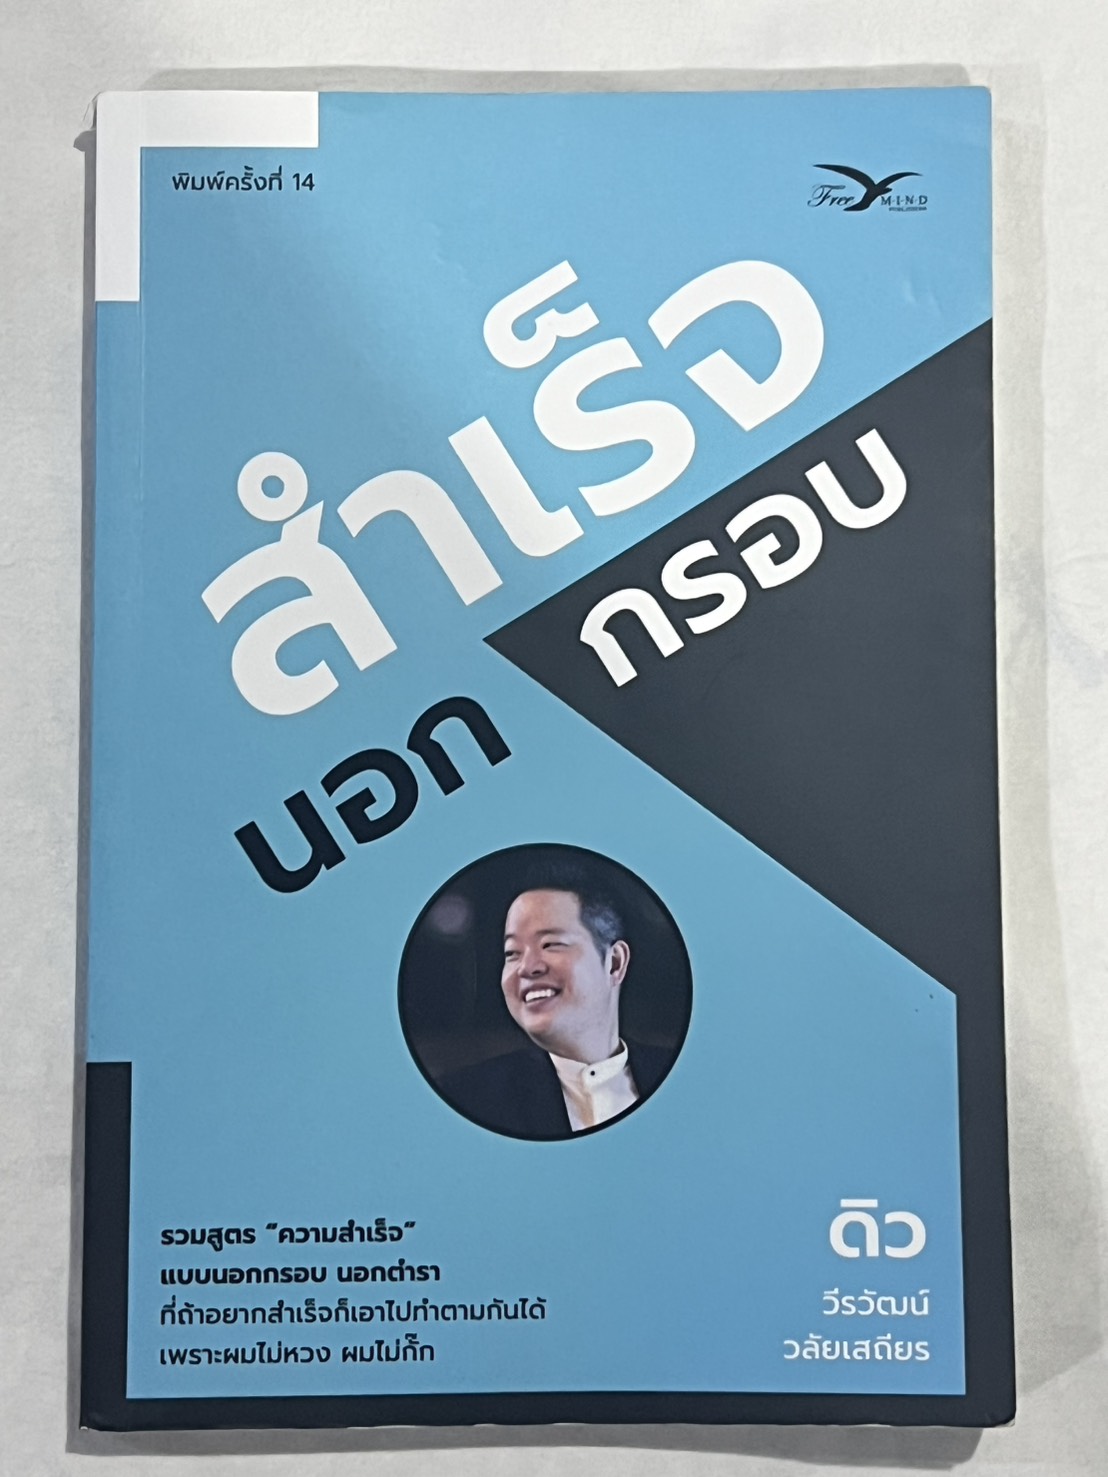 พิมพ์ครั้งที่ 14
Free MIND
สำเร็จ
นอก
กรอบ
รวมสูตร “ความสำเร็จ”
แบบนอกกรอบ นอกตำรา
ที่ถ้าอยากสำเร็จก็เอาไปทำตามกันได้
เพราะผมไม่หวง ผมไม่กั๊ก
ดิว
วีรวัฒน์
วลัยเสถียร